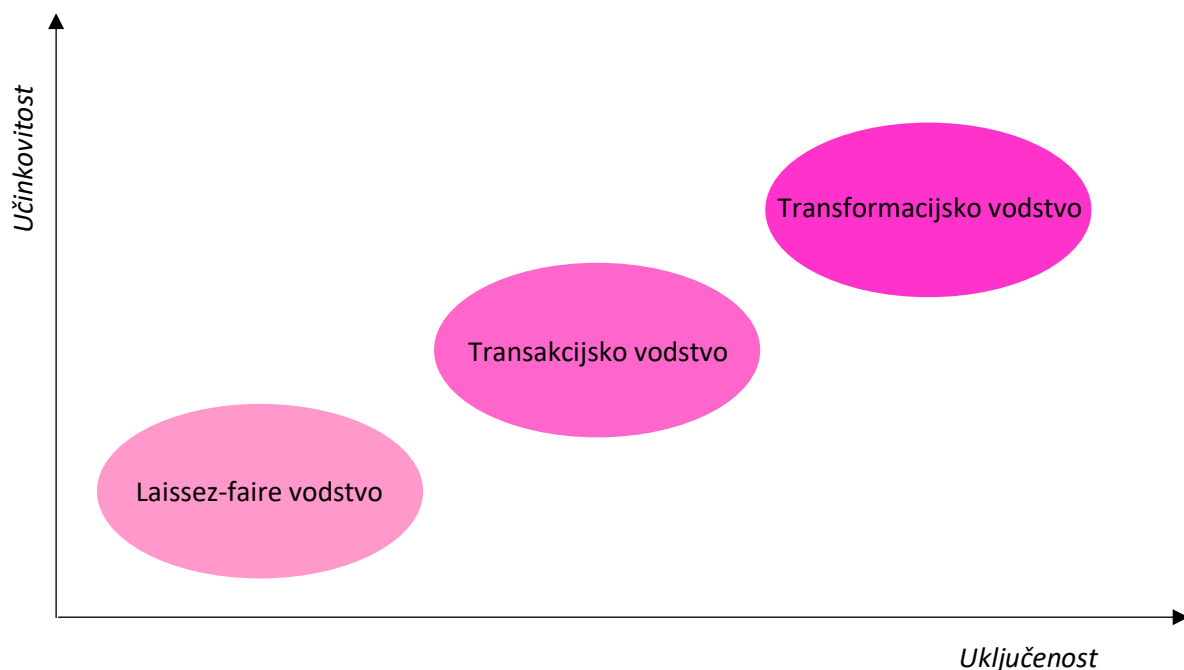 Učinkovitost
Transformacijsko vodstvo
Transakcijsko vodstvo
Laissez-faire vodstvo
Uključenost